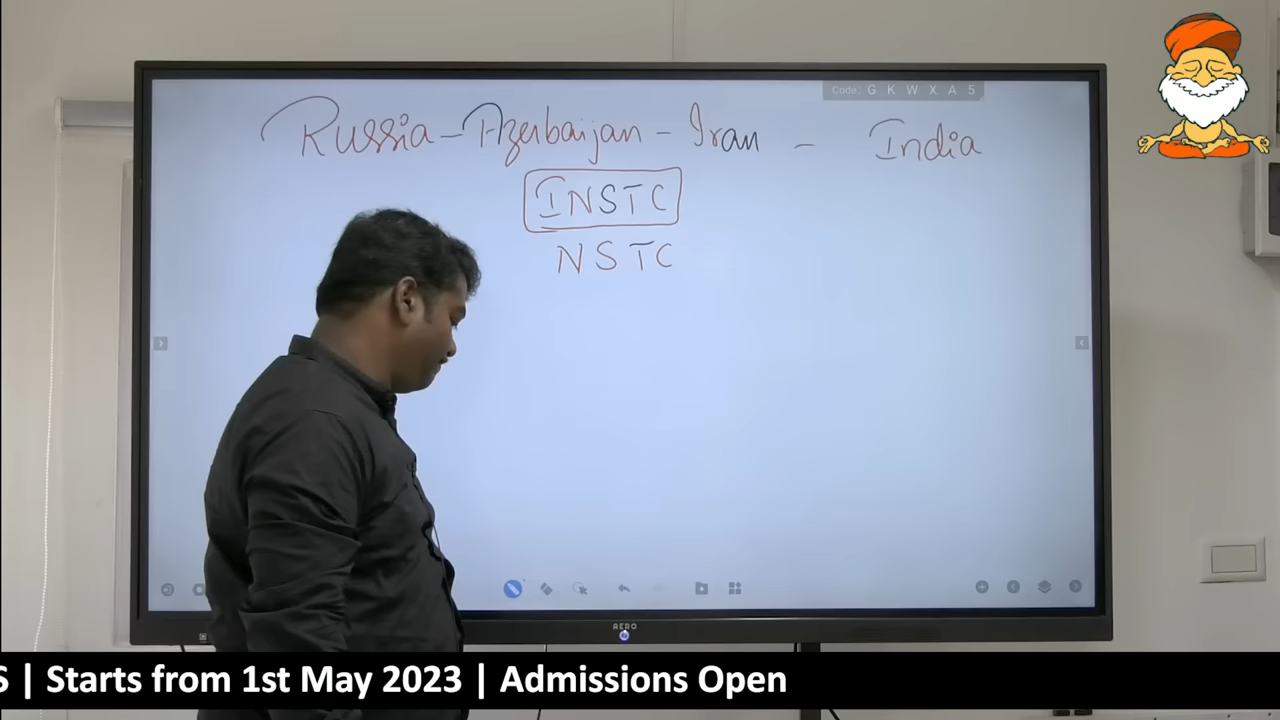 Code: G K W X A 5
Russia - Azerbaijan - Iran - India
INSTC
NSTC
AERO
S | Starts from 1st May 2023 | Admissions Open